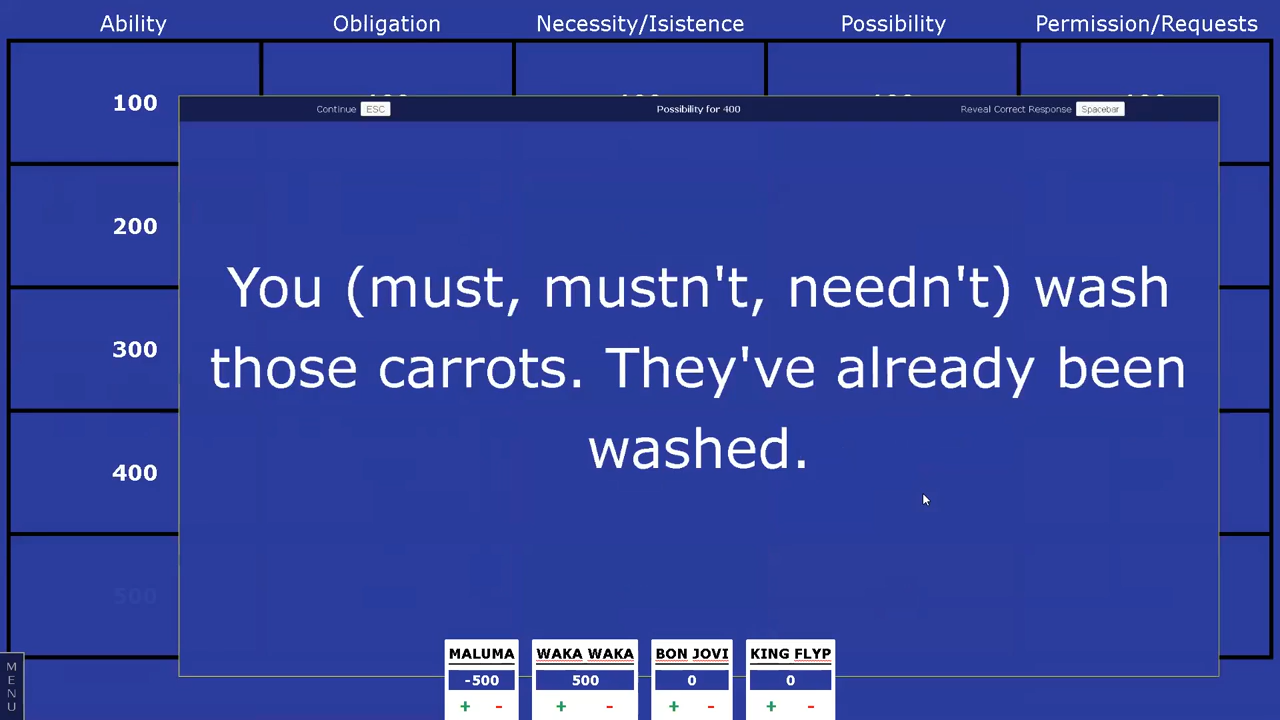 Ability Obligation Necessity/Isistence Possibility Permission/Requests
100
Continue ESC Possibility for 400 Reveal Correct Response Spacebar
200
You (must, mustn't, needn't) wash
300
those carrots. They've already been
washed.
400
500
MENU
MALUMA WAKA WAKA BON JOVI KING FLYP
-500 500 0 0
+ - + - + - + -